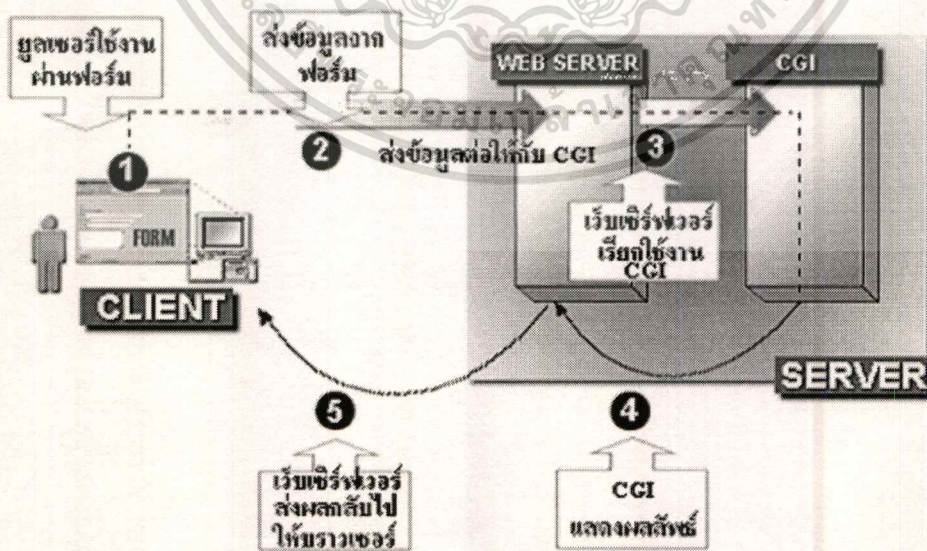 ยูสเซอร์ใช้งาน
ผ่านฟอร์ม
ส่งข้อมูลจาก
ฟอร์ม
WEB SERVER
CGI
1
2
ส่งข้อมูลต่อให้กับ CGI
3
FORM
CLIENT
เว็บเซิร์ฟเวอร์
เรียกใช้งาน
CGI
SERVER
5
4
เว็บเซิร์ฟเวอร์
ส่งผลกลับไป
ให้บราวเซอร์
CGI
แสดงผลลัพธ์